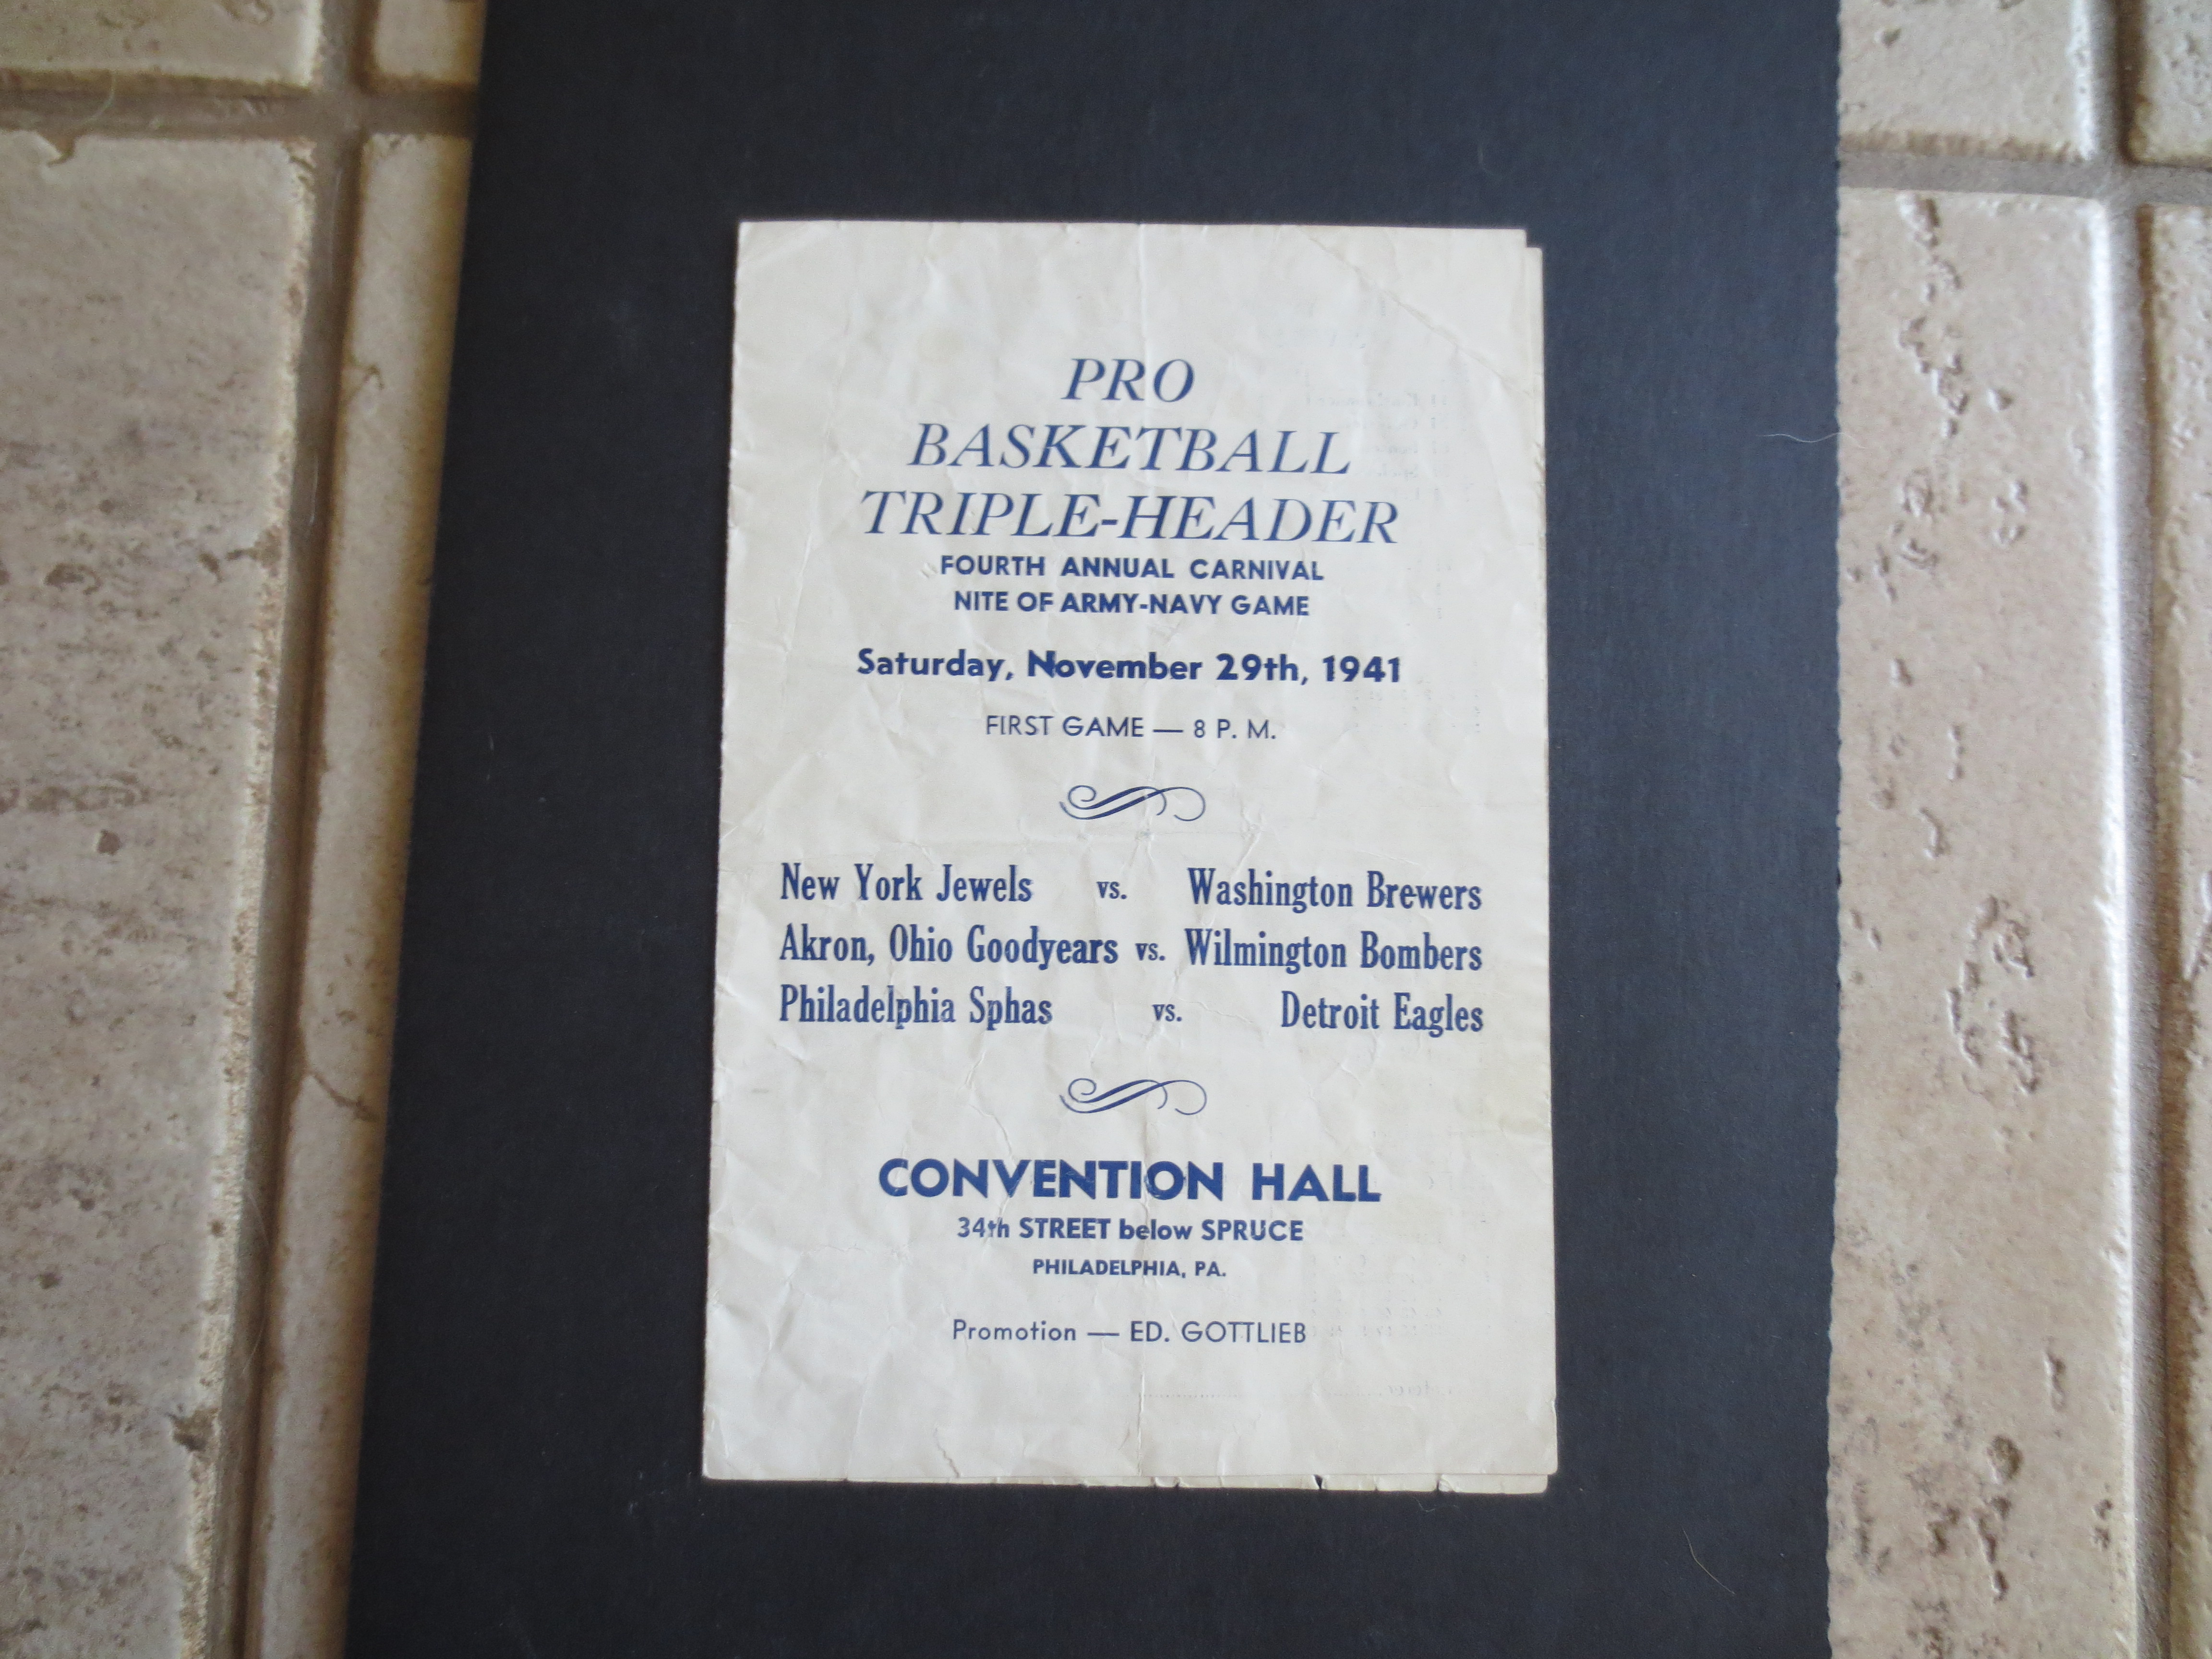 PRO
BASKETBALL
TRIPLE-HEADER
FOURTH ANNUAL CARNIVAL
NITE OF ARMY-NAVY GAME
Saturday, November 29th, 1941
FIRST GAME — 8 P. M.
New York Jewels vs. Washington Brewers
Akron, Ohio Goodyears vs. Wilmington Bombers
Philadelphia Sphas vs. Detroit Eagles
CONVENTION HALL
34th STREET below SPRUCE
PHILADELPHIA, PA.
Promotion — ED. GOTTLIEB